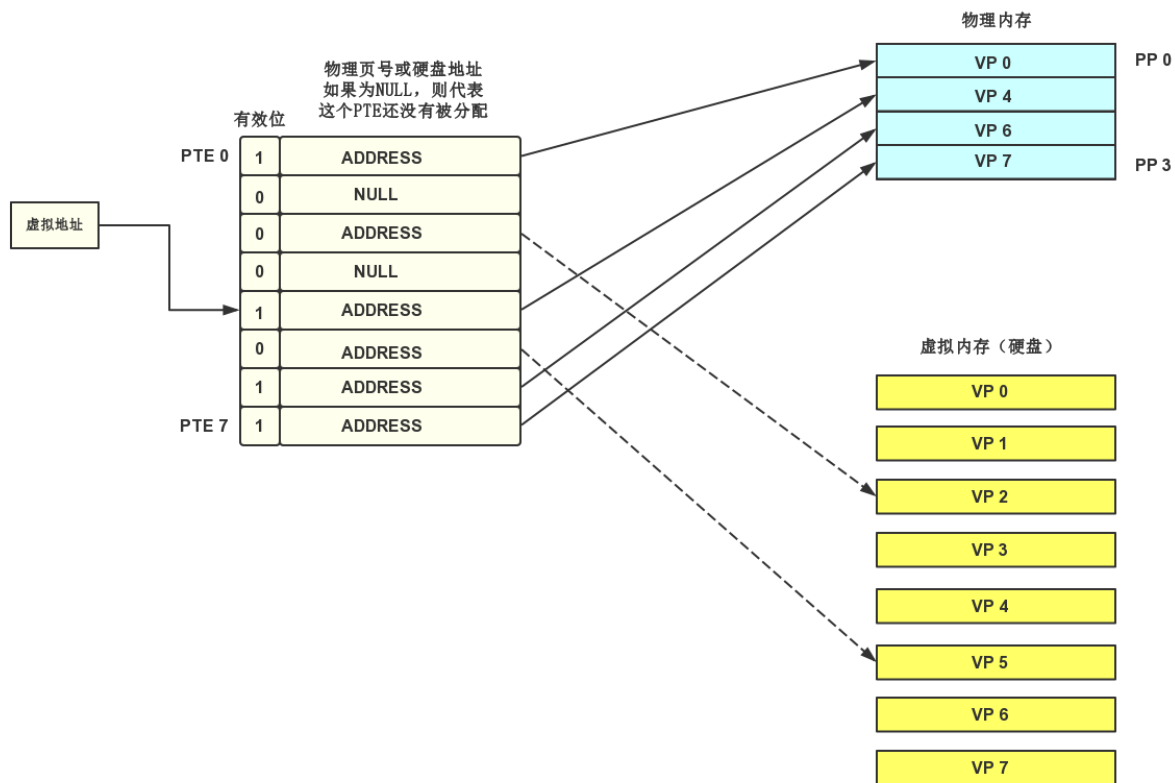 物理内存
VP 0
PP 0
VP 4
VP 6
VP 7
PP 3
物理页号或硬盘地址
如果为NULL，则代表
这个PTE还没有被分配
有效位
PTE 0
1
ADDRESS
0
NULL
虚拟地址
0
ADDRESS
0
NULL
1
ADDRESS
0
ADDRESS
1
ADDRESS
PTE 7
1
ADDRESS
虚拟内存（硬盘）
VP 0
VP 1
VP 2
VP 3
VP 4
VP 5
VP 6
VP 7